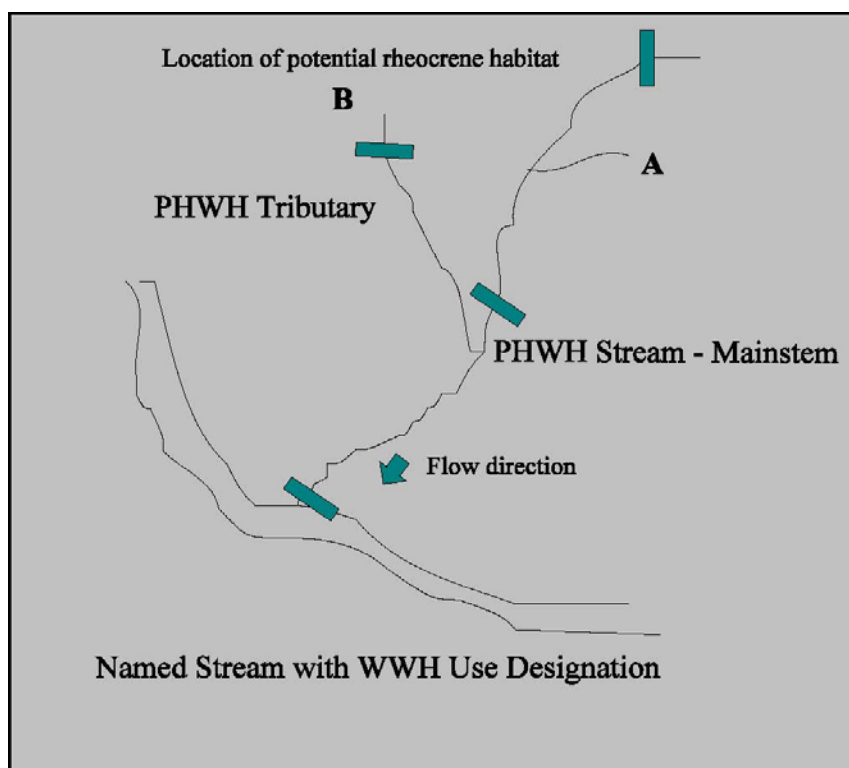 Location of potential rheocrene habitat
B
A
PHWH Tributary
PHWH Stream - Mainstem
Flow direction
Named Stream with WWH Use Designation